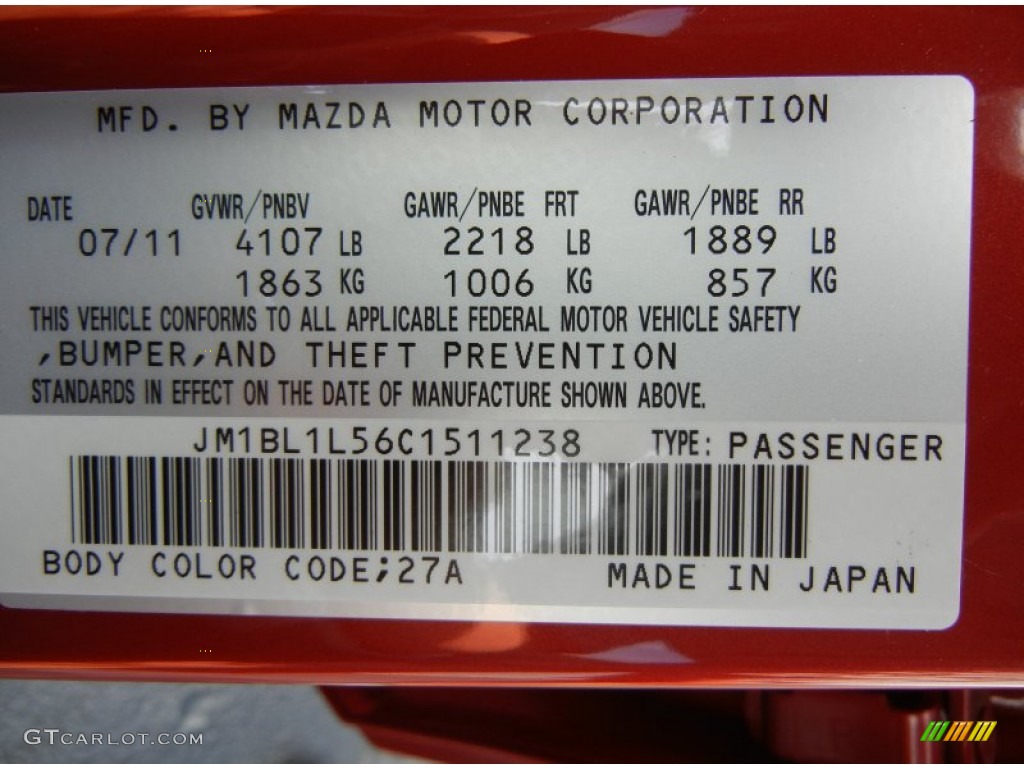 MFD. BY MAZDA MOTOR CORPORATION
DATE GVWR/PNBV GAWR/PNBE FRT GAWR/PNBE RR
07/11 4107 LB 2218 LB 1889 LB
1863 KG 1006 KG 857 KG
THIS VEHICLE CONFORMS TO ALL APPLICABLE FEDERAL MOTOR VEHICLE SAFETY
,BUMPER,AND THEFT PREVENTION
STANDARDS IN EFFECT ON THE DATE OF MANUFACTURE SHOWN ABOVE.
JM1BL1L56C1511238 TYPE: PASSENGER
BODY COLOR CODE;27A MADE IN JAPAN
GTCARLOT.COM